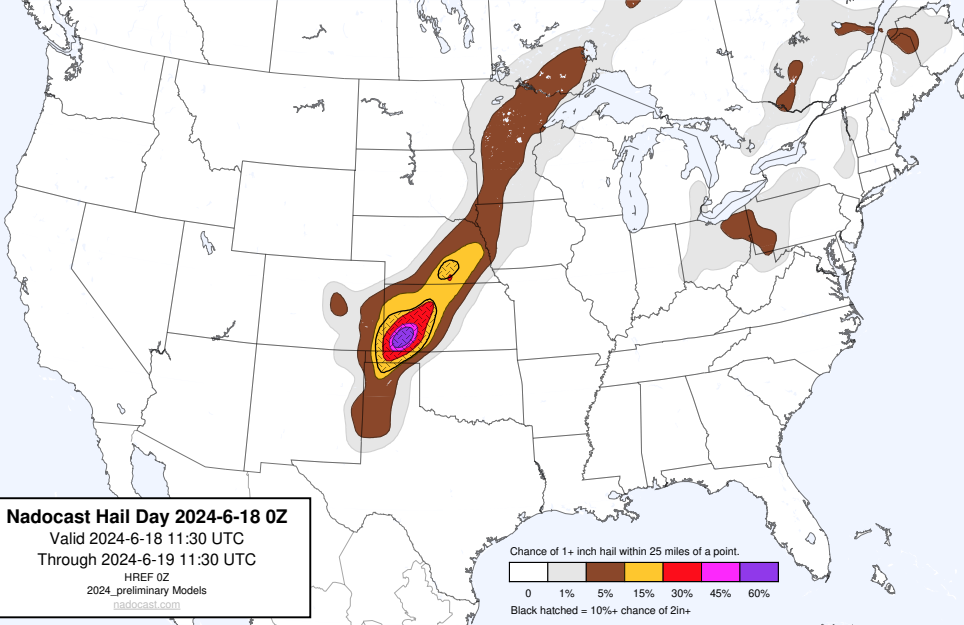 Nadocast Hail Day 2024-6-18 0Z
Valid 2024-6-18 11:30 UTC
Through 2024-6-19 11:30 UTC
HREF 0Z
2024_preliminary Models
nadocast.com
Chance of 1+ inch hail within 25 miles of a point.
0 1% 5% 15% 30% 45% 60%
Black hatched = 10%+ chance of 2in+